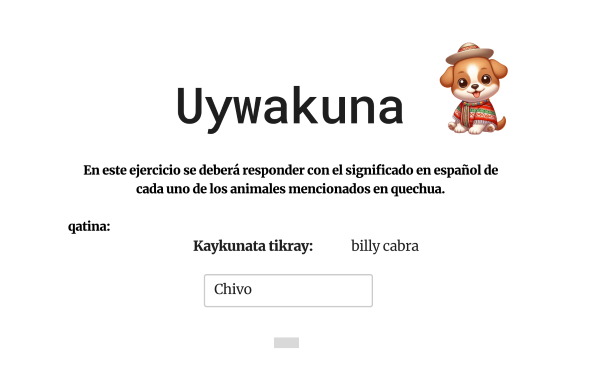 Uywakuna
En este ejercicio se deberá responder con el significado en español de
cada uno de los animales mencionados en quechua.
qatina:
Kaykunata tikray: billy cabra
Chivo